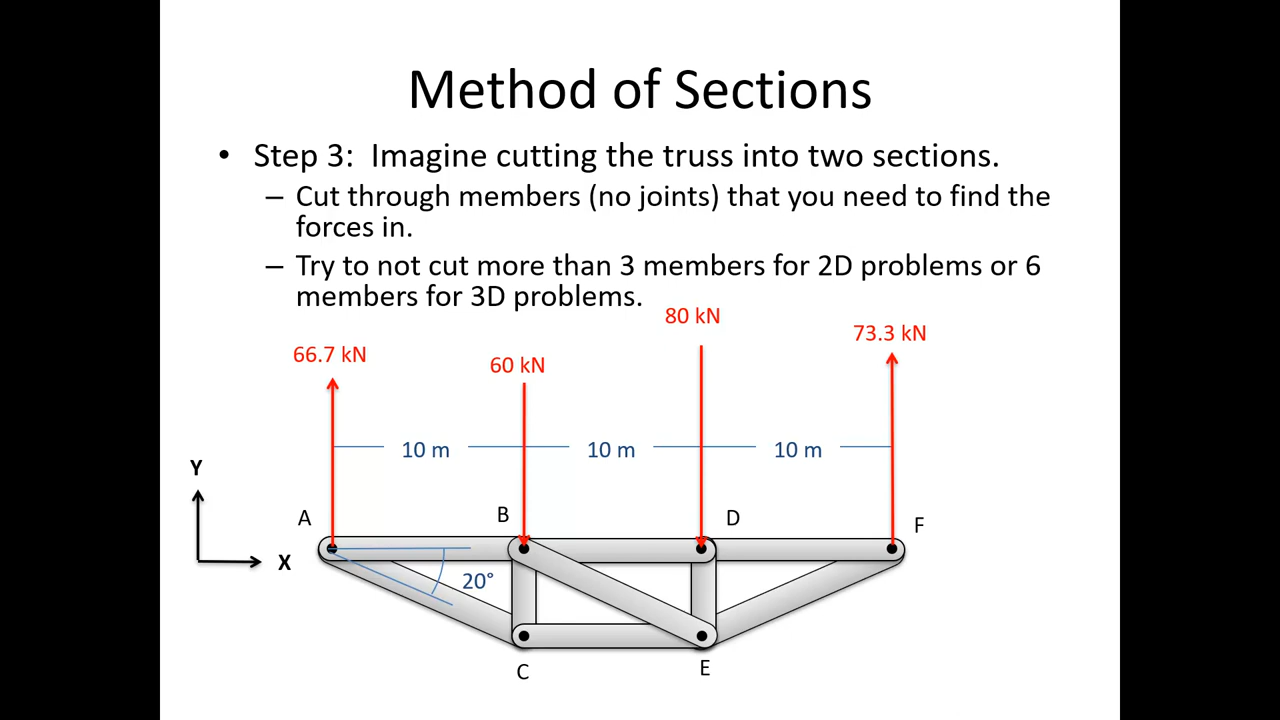 Method of Sections
• Step 3: Imagine cutting the truss into two sections.
– Cut through members (no joints) that you need to find the
forces in.
– Try to not cut more than 3 members for 2D problems or 6
members for 3D problems.
80 kN
73.3 kN
66.7 kN
60 kN
10 m 10 m 10 m
Y
X
A B D F
20°
C E